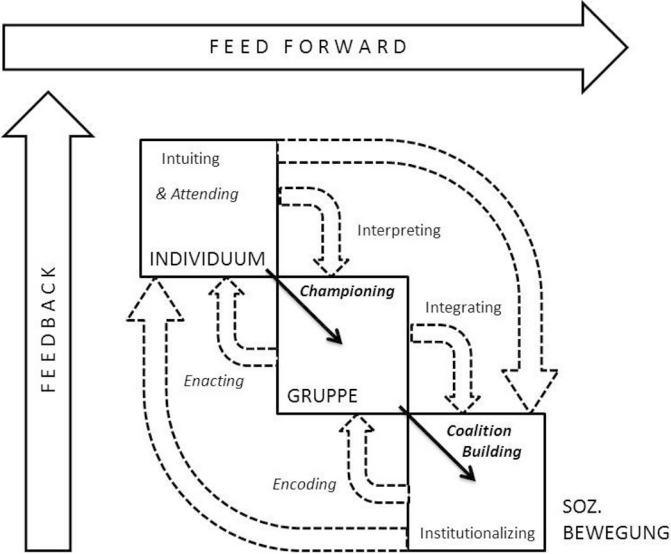 FEED FORWARD
FEEDBACK
Intuiting
& Attending
INDIVIDUUM
Interpreting
Championing
Integrating
Enacting
GRUPPE
Coalition
Building
Encoding
Institutionalizing
SOZ.
BEWEGUNG